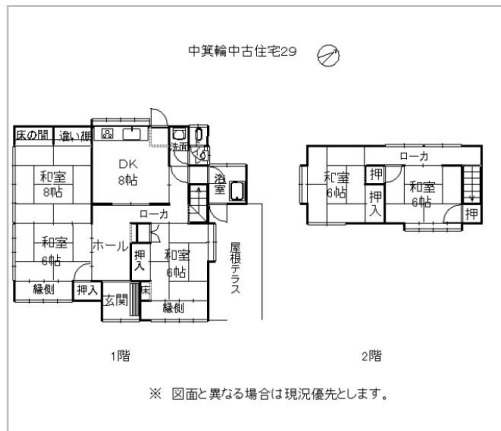 中箕輪中古住宅29
床の間
違い棚
洗面
DK
8帖
浴室
和室
8帖
ローカ
和室
6帖
ホール
押入
和室
6帖
床
縁側
押入
玄関
縁側
屋根テラス
1階
ローカ
和室
6帖
押
押入
和室
6帖
押
2階
※ 図面と異なる場合は現況優先とします。